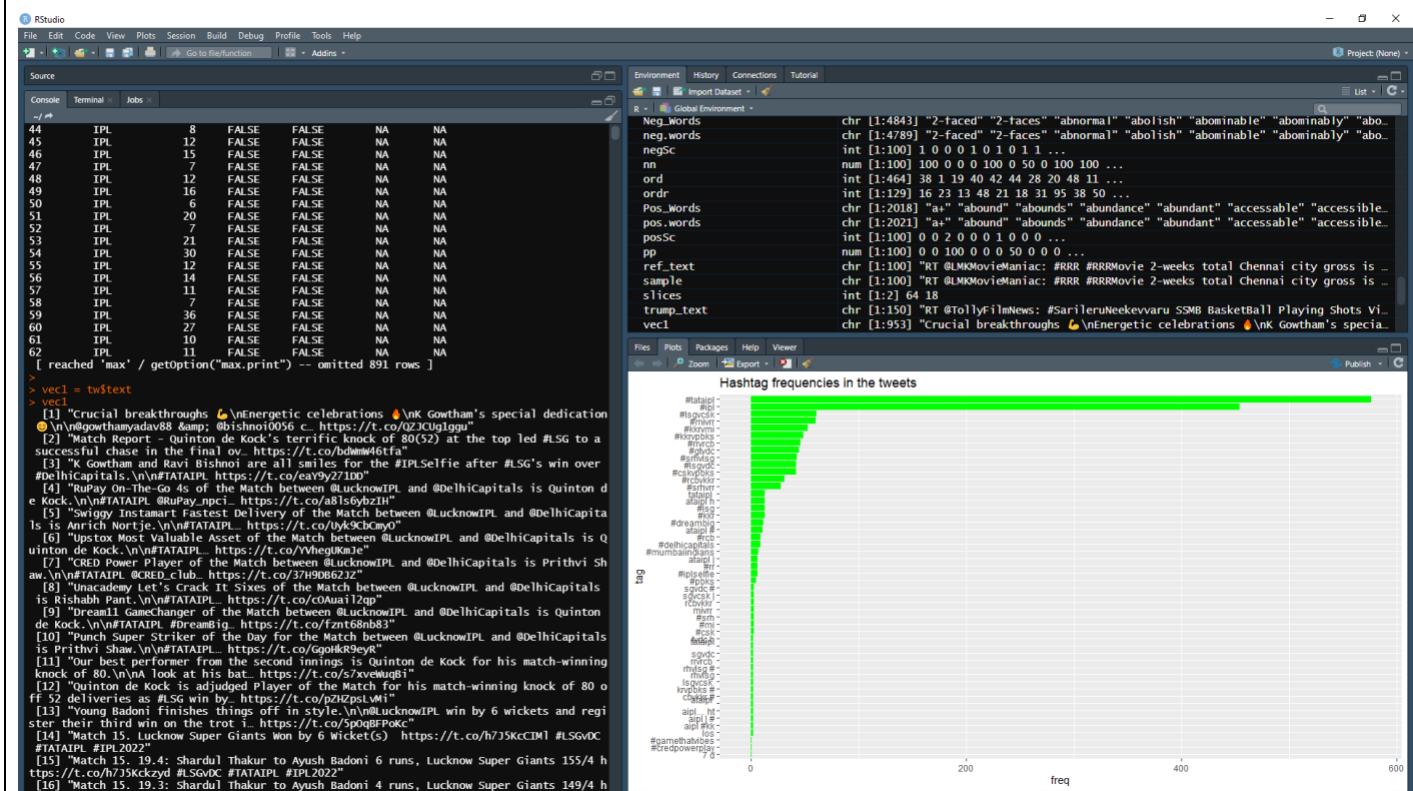 RStudio
File Edit Code View Plots Session Build Debug Profile Tools Help
Go to file/function Addins Project: (None)
Source
Console Terminal Jobs
~/
44 IPL 8 FALSE FALSE NA NA
45 IPL 12 FALSE FALSE NA NA
46 IPL 15 FALSE FALSE NA NA
47 IPL 7 FALSE FALSE NA NA
48 IPL 12 FALSE FALSE NA NA
49 IPL 16 FALSE FALSE NA NA
50 IPL 6 FALSE FALSE NA NA
51 IPL 20 FALSE FALSE NA NA
52 IPL 7 FALSE FALSE NA NA
53 IPL 21 FALSE FALSE NA NA
54 IPL 30 FALSE FALSE NA NA
55 IPL 12 FALSE FALSE NA NA
56 IPL 14 FALSE FALSE NA NA
57 IPL 11 FALSE FALSE NA NA
58 IPL 7 FALSE FALSE NA NA
59 IPL 36 FALSE FALSE NA NA
60 IPL 27 FALSE FALSE NA NA
61 IPL 10 FALSE FALSE NA NA
62 IPL 11 FALSE FALSE NA NA
[ reached 'max' / getOption("max.print") -- omitted 891 rows ]
>
> vec1 = tw$text
> vec1
[1] "Crucial breakthroughs 💪\nEnergetic celebrations 🔥\nK Gowtham's special dedication
😊\n\n@gowthamyadav88 &amp; @bishnoi0056 c… https://t.co/QZJCUg1ggu"
[2] "Match Report - Quinton de Kock's terrific knock of 80(52) at the top led #LSG to a
successful chase in the final ov… https://t.co/bdWmW46tfa"
[3] "K Gowtham and Ravi Bishnoi are all smiles for the #IPLSelfie after #LSG's win over
#DelhiCapitals.\n\n#TATAIPL https://t.co/eaY9y271DD"
[4] "RuPay On-The-Go 4s of the Match between @LucknowIPL and @DelhiCapitals is Quinton d
e Kock.\n\n#TATAIPL @RuPay_npci… https://t.co/a8ls6ybzIH"
[5] "Swiggy Instamart Fastest Delivery of the Match between @LucknowIPL and @DelhiCapita
ls is Anrich Nortje.\n\n#TATAIPL… https://t.co/Uyk9CbCmyO"
[6] "Upstox Most Valuable Asset of the Match between @LucknowIPL and @DelhiCapitals is Q
uinton de Kock.\n\n#TATAIPL… https://t.co/YVhegUKmJe"
[7] "CRED Power Player of the Match between @LucknowIPL and @DelhiCapitals is Prithvi Sh
aw.\n\n#TATAIPL @CRED_club… https://t.co/37H9DB62JZ"
[8] "Unacademy Let's Crack It Sixes of the Match between @LucknowIPL and @DelhiCapitals
is Rishabh Pant.\n\n#TATAIPL… https://t.co/cOAuail2qp"
[9] "Dream11 GameChanger of the Match between @LucknowIPL and @DelhiCapitals is Quinton
de Kock.\n\n#TATAIPL #DreamBig… https://t.co/fznt68nb83"
[10] "Punch Super Striker of the Day for the Match between @LucknowIPL and @DelhiCapitals
is Prithvi Shaw.\n\n#TATAIPL… https://t.co/GgoHkR9eyR"
[11] "Our best performer from the second innings is Quinton de Kock for his match-winning
knock of 80.\n\nA look at his bat… https://t.co/s7xveWuqBi"
[12] "Quinton de Kock is adjudged Player of the Match for his match-winning knock of 80 o
ff 52 deliveries as #LSG win by… https://t.co/pZHZpsLvMi"
[13] "Young Badoni finishes things off in style.\n\n@LucknowIPL win by 6 wickets and regi
ster their third win on the trot i… https://t.co/5pOqBFPoKc"
[14] "Match 15. Lucknow Super Giants Won by 6 Wicket(s) https://t.co/h7J5KcCIMl #LSGvDC
#TATAIPL #IPL2022"
[15] "Match 15. 19.4: Shardul Thakur to Ayush Badoni 6 runs, Lucknow Super Giants 155/4 h
ttps://t.co/h7J5Kckzyd #LSGvDC #TATAIPL #IPL2022"
[16] "Match 15. 19.3: Shardul Thakur to Ayush Badoni 4 runs, Lucknow Super Giants 149/4 h
Environment History Connections Tutorial
Import Dataset List
R Global Environment
Neg_Words chr [1:4843] "2-faced" "2-faces" "abnormal" "abolish" "abominable" "abominably" "abo…
neg.words chr [1:4789] "2-faced" "2-faces" "abnormal" "abolish" "abominable" "abominably" "abo…
negSc int [1:100] 1 0 0 0 1 0 1 0 1 1 ...
nn num [1:100] 100 0 0 0 100 0 50 0 100 100 ...
ord int [1:464] 38 1 19 40 42 44 28 20 48 11 ...
ordr int [1:129] 16 23 13 48 21 18 31 95 38 50 ...
Pos_Words chr [1:2018] "a+" "abound" "abounds" "abundance" "abundant" "accessable" "accessible…
pos.words chr [1:2021] "a+" "abound" "abounds" "abundance" "abundant" "accessable" "accessible…
posSc int [1:100] 0 0 2 0 0 0 1 0 0 0 ...
pp num [1:100] 0 0 100 0 0 0 50 0 0 0 ...
ref_text chr [1:100] "RT @LMKMovieManiac: #RRR #RRRMovie 2-weeks total Chennai city gross is …
sample chr [1:100] "RT @LMKMovieManiac: #RRR #RRRMovie 2-weeks total Chennai city gross is …
slices int [1:2] 64 18
trump_text chr [1:150] "RT @TollyFilmNews: #SarileruNeekevvaru SSMB BasketBall Playing Shots Vi…
vec1 chr [1:953] "Crucial breakthroughs 💪\nEnergetic celebrations 🔥\nK Gowtham's specia…
Files Plots Packages Help Viewer
Zoom Export Publish
Hashtag frequencies in the tweets
#tataipl
#ipl
#lsgvcsk
#mivrr
#kkrvmi
#kkrvpbks
#rrvrcb
#gtvdc
#srhvlsg
#lsgvdc
#cskvpbks
#rcbvkkr
#srhvrr
tataipl
ataipl h
#lsg
#kkr
#dreambig
ataipl #
#rcb
#delhicapitals
#mumbaiindians
ataipl |
#rr
#iplselfie
#pbks
sgvdc #
sgvcsk |
rcbvkkr
mivrr
#srh
#mi
#csk
sgvdc
rrvrcb
rhvlsg #
rhvlsg
lsgvcsk
krvpbks #
aipl… ht
aipl | #
aipl #kk
los
#gamethatvibes
#credpowerplay
7 d
tag
0 200 400 600
freq